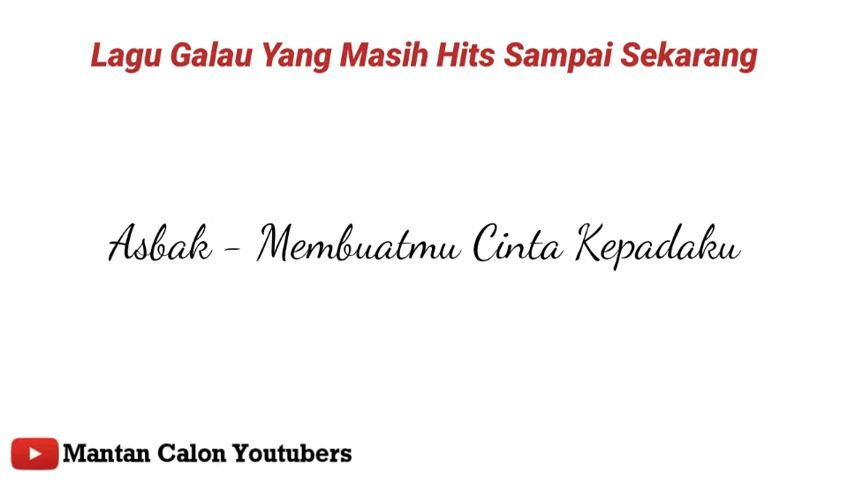 Lagu Galau Yang Masih Hits Sampai Sekarang
Asbak - Membuatmu Cinta Kepadaku
Mantan Calon Youtubers